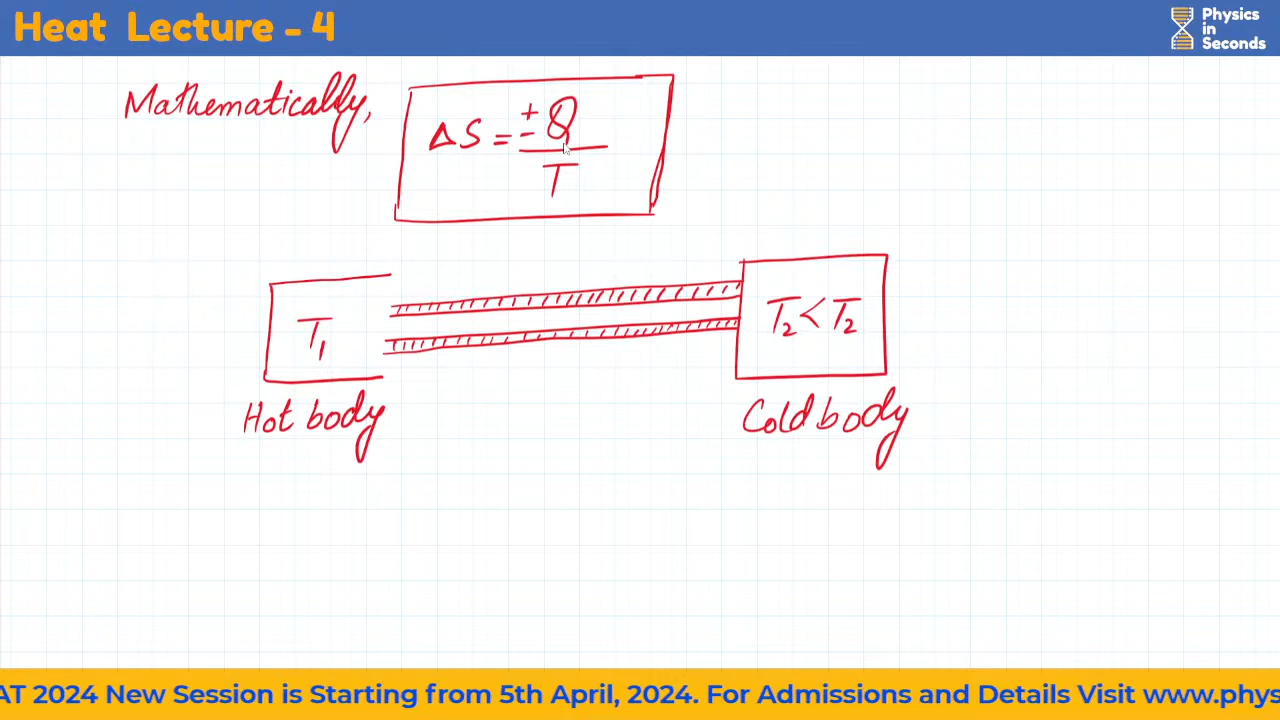 Heat Lecture - 4
Physics
in
Seconds
Mathematically,
ΔS = ±Q
T
T₁
T₂ < T₂
Hot body
Cold body
AT 2024 New Session is Starting from 5th April, 2024. For Admissions and Details Visit www.phys